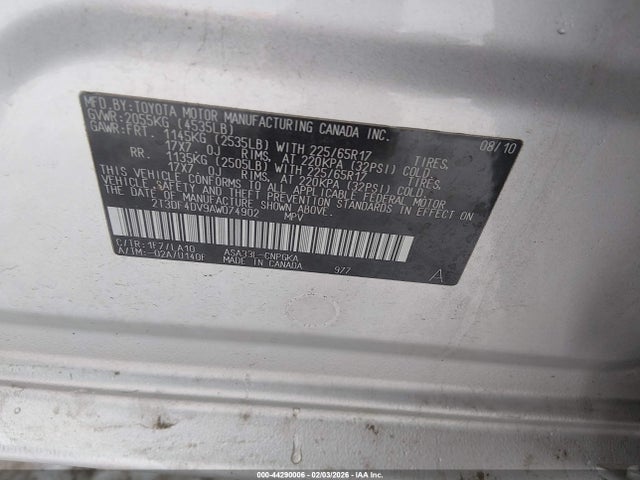 MFD.BY:TOYOTA MOTOR MANUFACTURING CANADA INC. 08/10
GVWR:2055KG (4535LB)
GAWR:FRT. 1145KG (2535LB) WITH 225/65R17 TIRES,
17X7 0J RIMS, AT 220KPA (32PSI) COLD.
RR. 1135KG (2505LB) WITH 225/65R17 TIRES,
17X7 0J RIMS, AT 220KPA (32PSI) COLD.
THIS VEHICLE CONFORMS TO ALL APPLICABLE FEDERAL MOTOR
VEHICLE SAFETY AND THEFT PREVENTION STANDARDS IN EFFECT
ON THE DATE OF MANUFACTURE SHOWN ABOVE.
2T3DF4DV9AW074902 MPV
C/TR:1F7/LA10 ASA33L-CNPGKA
A/TM:-02A/U140F MADE IN CANADA 977 A
000-44290006 - 02/03/2026 - IAA Inc.